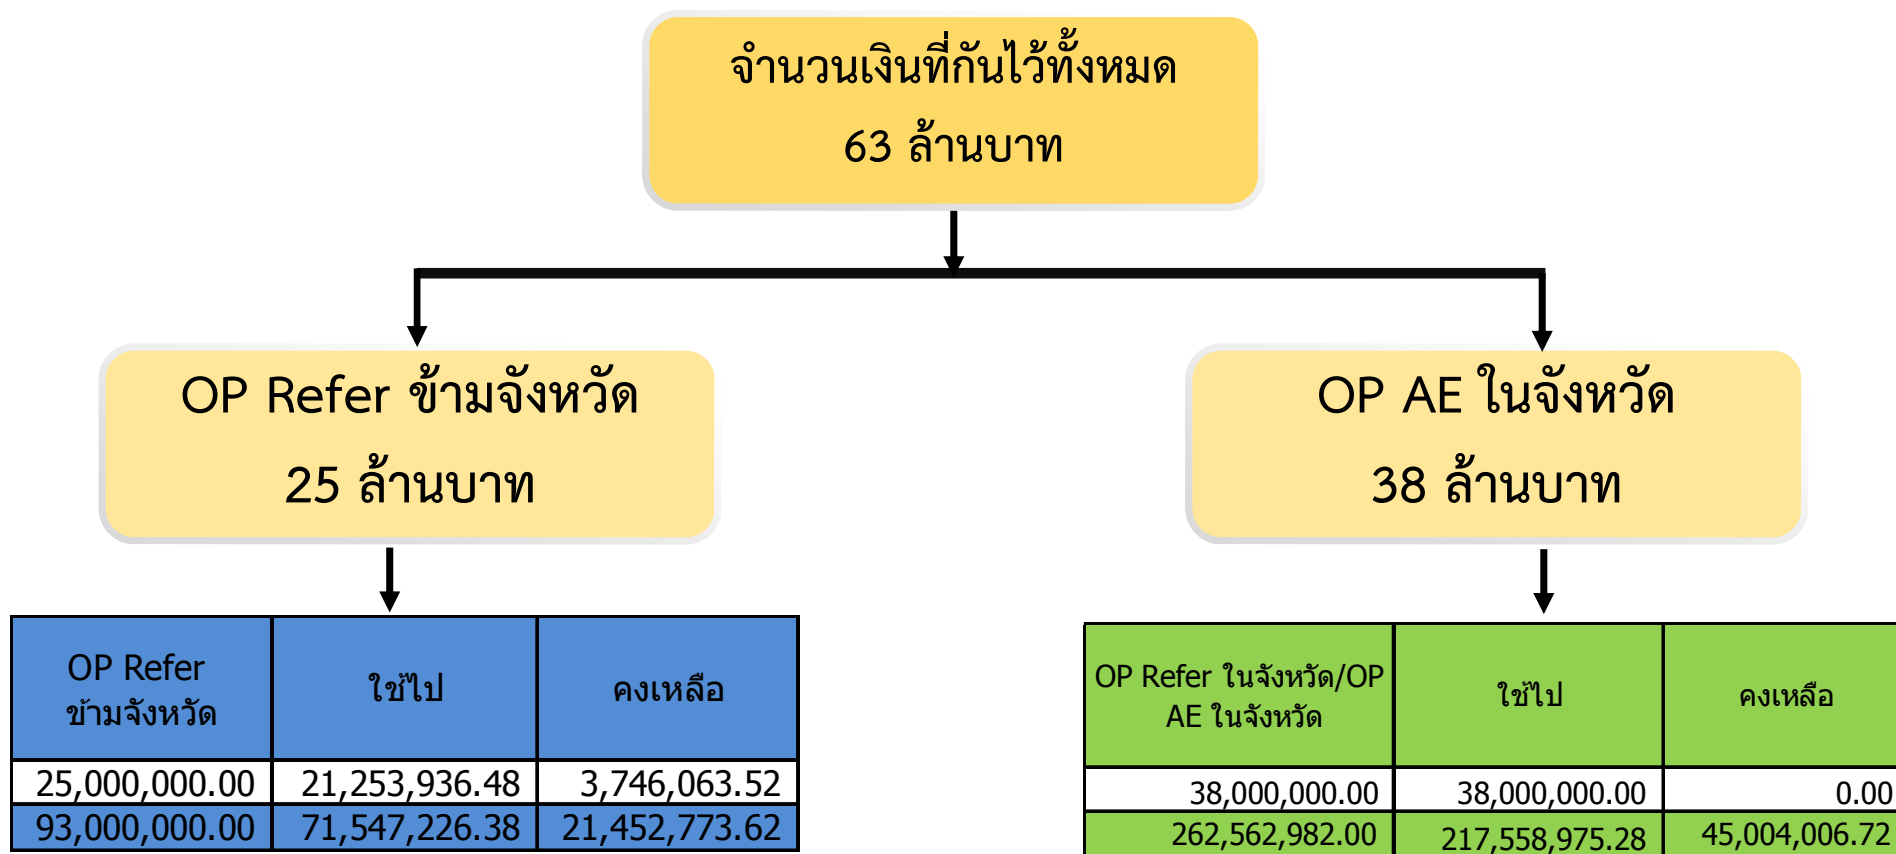 จำนวนเงินที่กันไว้ทั้งหมด
63 ล้านบาท
OP Refer ข้ามจังหวัด
25 ล้านบาท
OP AE ในจังหวัด
38 ล้านบาท
OP Refer
ข้ามจังหวัด
ใช้ไป
คงเหลือ
25,000,000.00 21,253,936.48 3,746,063.52
93,000,000.00 71,547,226.38 21,452,773.62
OP Refer ในจังหวัด/OP
AE ในจังหวัด
ใช้ไป
คงเหลือ
38,000,000.00 38,000,000.00 0.00
262,562,982.00 217,558,975.28 45,004,006.72